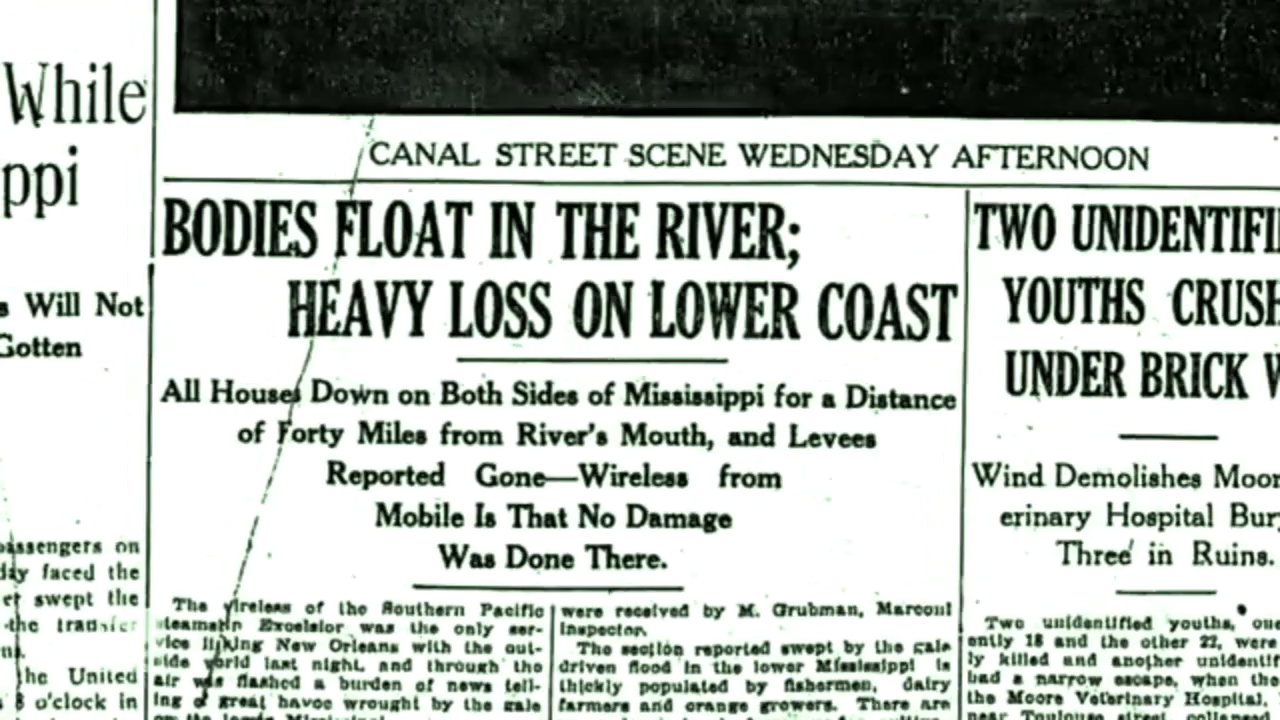 While
ppi
s Will Not
Gotten
passengers on
day faced the
er swept the
the transfer
he United
8 o'clock in
CANAL STREET SCENE WEDNESDAY AFTERNOON
BODIES FLOAT IN THE RIVER;
HEAVY LOSS ON LOWER COAST
All Houses Down on Both Sides of Mississippi for a Distance
of Forty Miles from River's Mouth, and Levees
Reported Gone—Wireless from
Mobile Is That No Damage
Was Done There.
The wireless of the Southern Pacific
steamship Excelsior was the only ser-
vice linking New Orleans with the out-
side world last night, and through the
air was flashed a burden of news tell-
ing of great havoc wrought by the gale
were received by M. Grubman, Marconi
inspector.
The section reported swept by the gale
driven flood in the lower Mississippi is
thickly populated by fishermen, dairy
farmers and orange growers. There are
TWO UNIDENTIFI
YOUTHS CRUSH
UNDER BRICK W
Wind Demolishes Moor
erinary Hospital Bur
Three in Ruins.
Two unidentified youths, one
ently 18 and the other 22, were
ly killed and another unidentif
had a narrow escape, when the
the Moore Veterinary Hospital,
near Toulouse street, collapsed